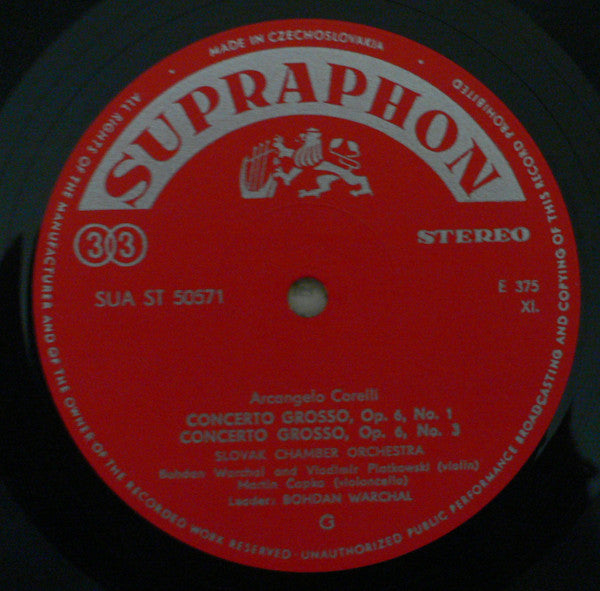 MADE IN CZECHOSLOVAKIA
ALL RIGHTS OF THE MANUFACTURER AND OF THE OWNER OF THE RECORDED WORK RESERVED · UNAUTHORIZED PUBLIC PERFORMANCE BROADCASTING AND COPYING OF THIS RECORD PROHIBITED
SUPRAPHON
33
STEREO
SUA ST 50571
E 375
XI.
Arcangelo Corelli
CONCERTO GROSSO, Op. 6, No. 1
CONCERTO GROSSO, Op. 6, No. 3
SLOVAK CHAMBER ORCHESTRA
Bohdan Warchal and Vladimír Piatkowski (violin)
Martin Capko (violoncello)
Leader: BOHDAN WARCHAL
G